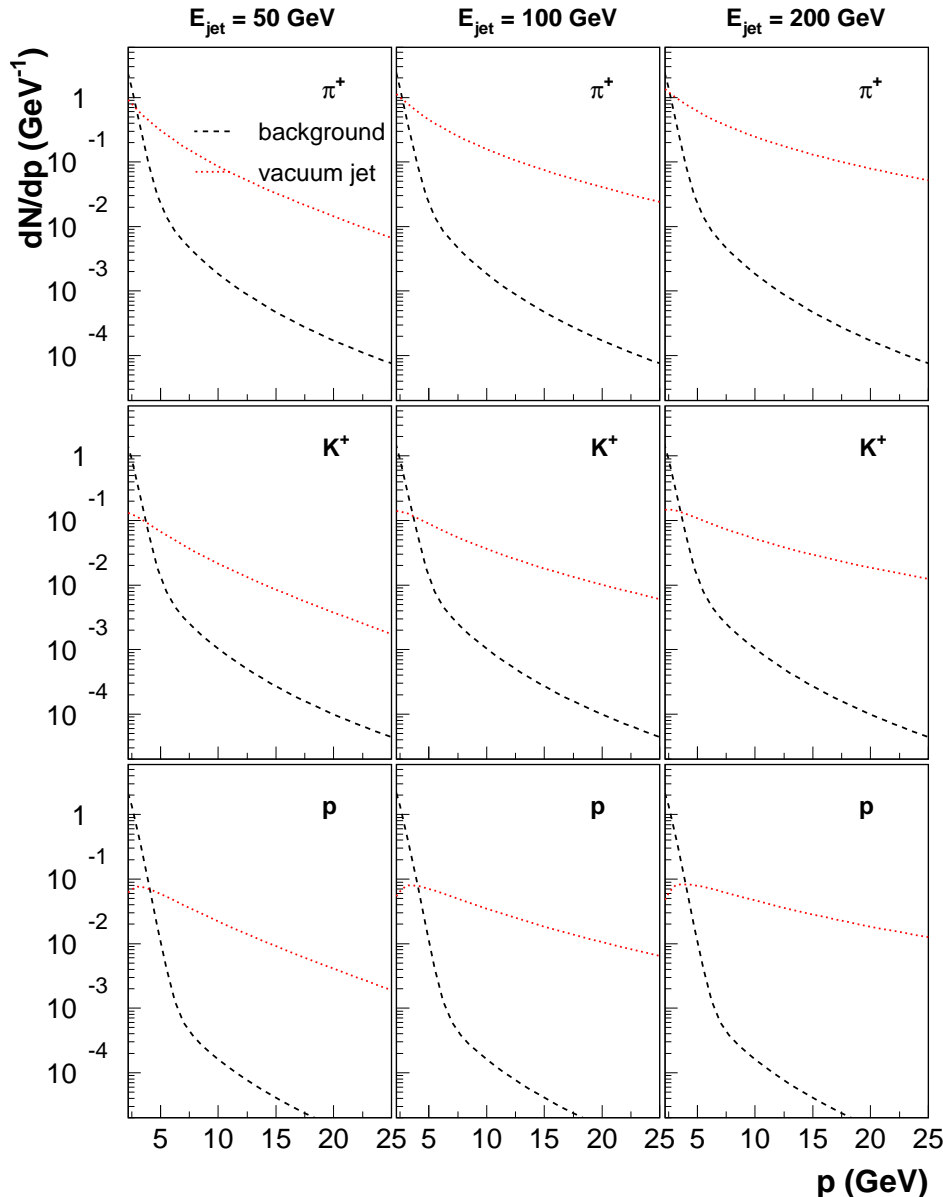 E_jet = 50 GeV E_jet = 100 GeV E_jet = 200 GeV
dN/dp (GeV⁻¹)
π⁺ π⁺ π⁺
background
vacuum jet
1
10⁻¹
10⁻²
10⁻³
10⁻⁴
K⁺ K⁺ K⁺
1
10⁻¹
10⁻²
10⁻³
10⁻⁴
p p p
1
10⁻¹
10⁻²
10⁻³
10⁻⁴
5 10 15 20 25 5 10 15 20 25 5 10 15 20 25
p (GeV)